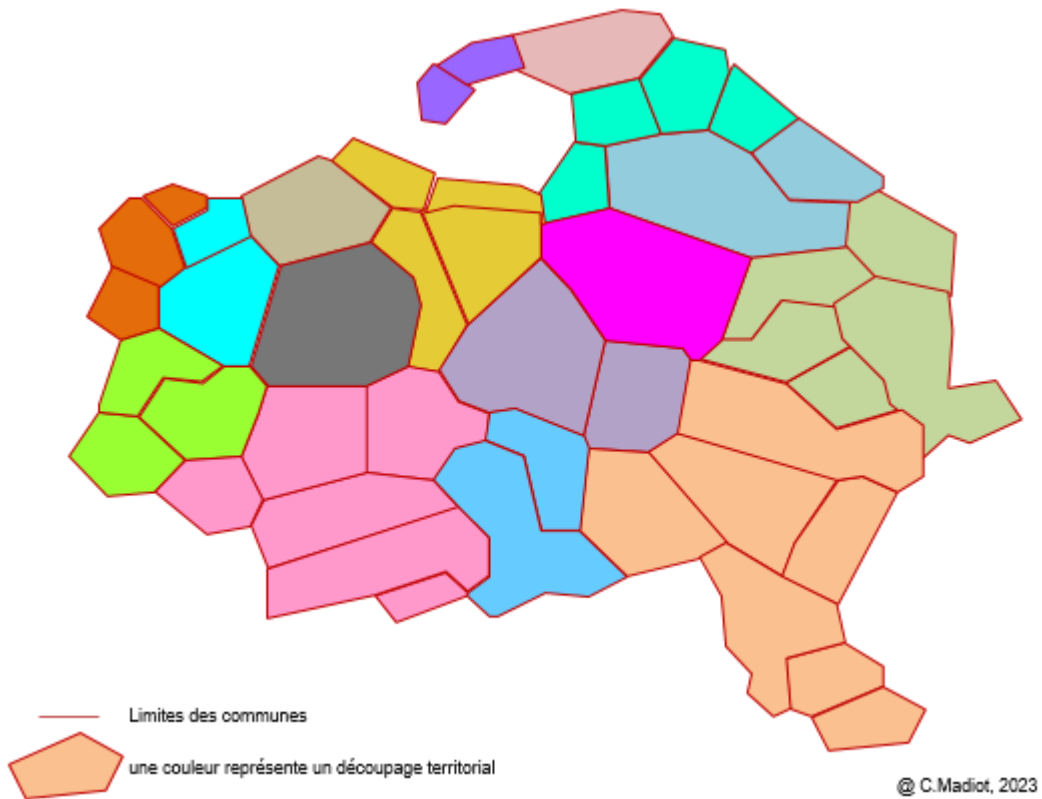 Limites des communes
une couleur représente un découpage territorial
@ C.Madiot, 2023